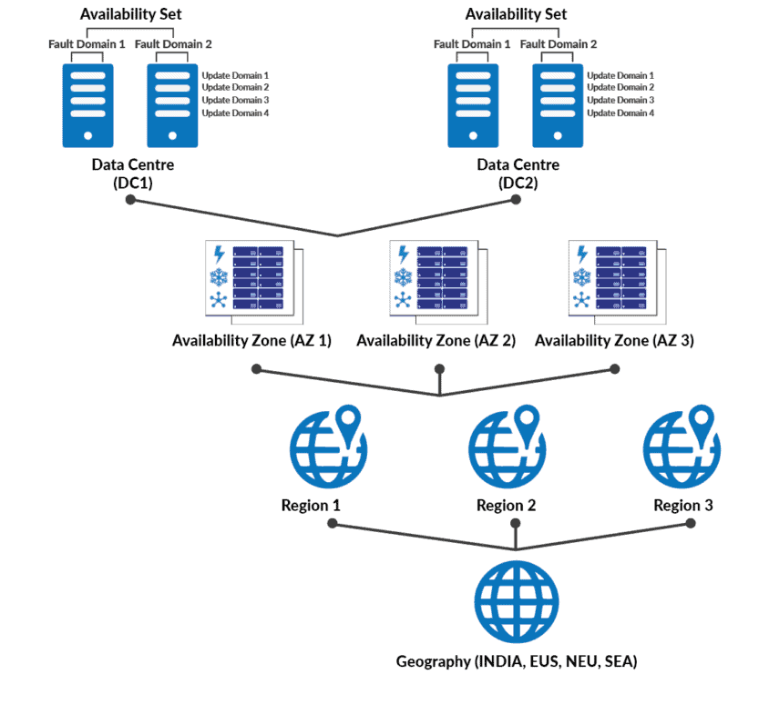 Availability Set
Availability Set
Fault Domain 1 Fault Domain 2
Fault Domain 1 Fault Domain 2
Update Domain 1
Update Domain 2
Update Domain 3
Update Domain 4
Update Domain 1
Update Domain 2
Update Domain 3
Update Domain 4
Data Centre
(DC1)
Data Centre
(DC2)
Availability Zone (AZ 1)
Availability Zone (AZ 2)
Availability Zone (AZ 3)
Region 1
Region 2
Region 3
Geography (INDIA, EUS, NEU, SEA)